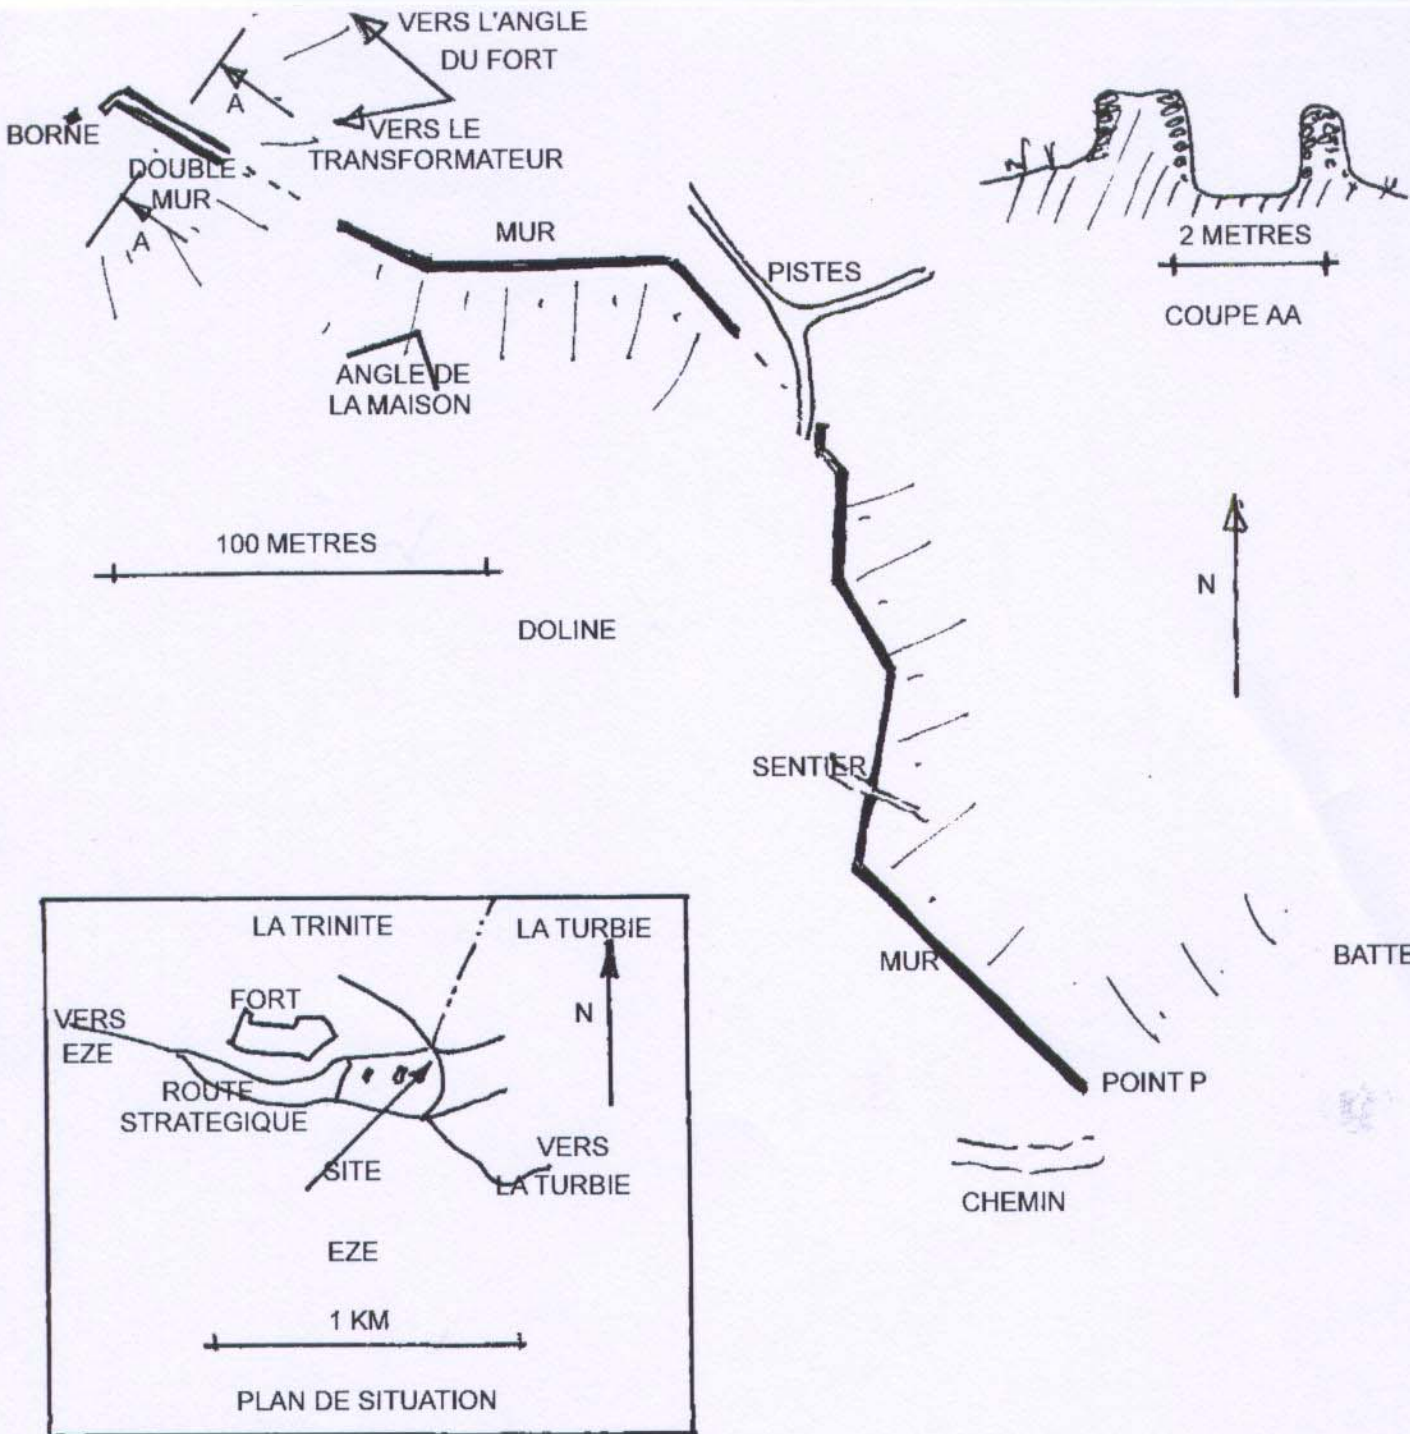 VERS L'ANGLE
DU FORT
A
BORNE
VERS LE
TRANSFORMATEUR
DOUBLE
MUR
A
MUR
PISTES
2 METRES
COUPE AA
ANGLE DE
LA MAISON
100 METRES
N
DOLINE
SENTIER
MUR
BATTE
POINT P
CHEMIN
LA TRINITE
LA TURBIE
FORT
N
VERS
EZE
ROUTE
STRATEGIQUE
SITE
VERS
LA TURBIE
EZE
1 KM
PLAN DE SITUATION